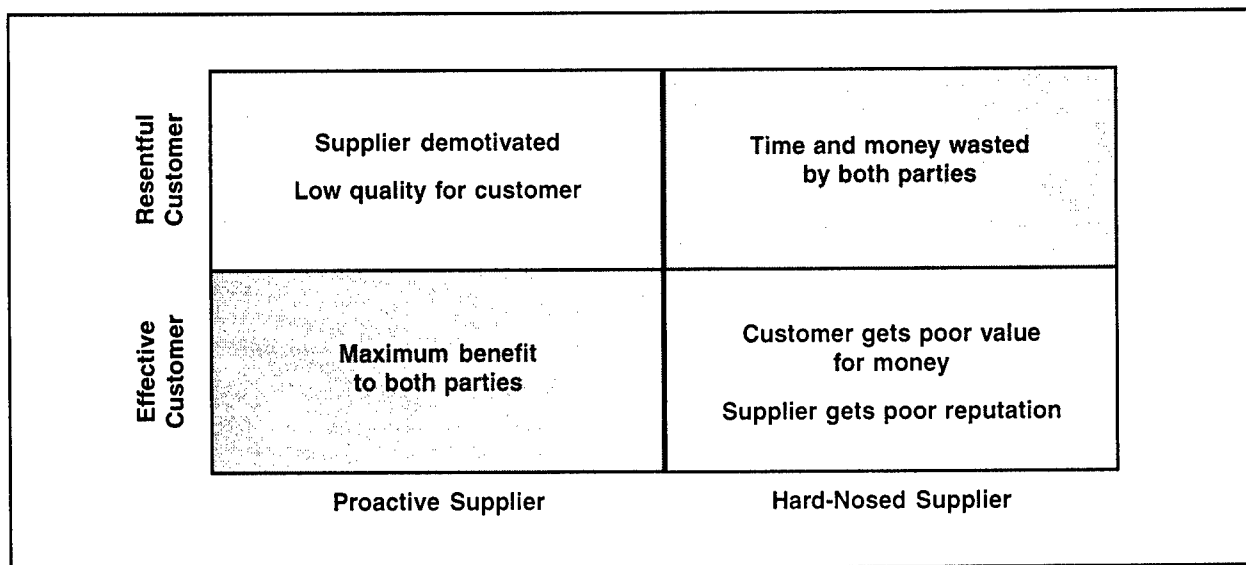 Resentful
Customer
Supplier demotivated
Low quality for customer
Time and money wasted
by both parties
Effective
Customer
Maximum benefit
to both parties
Customer gets poor value
for money
Supplier gets poor reputation
Proactive Supplier
Hard-Nosed Supplier